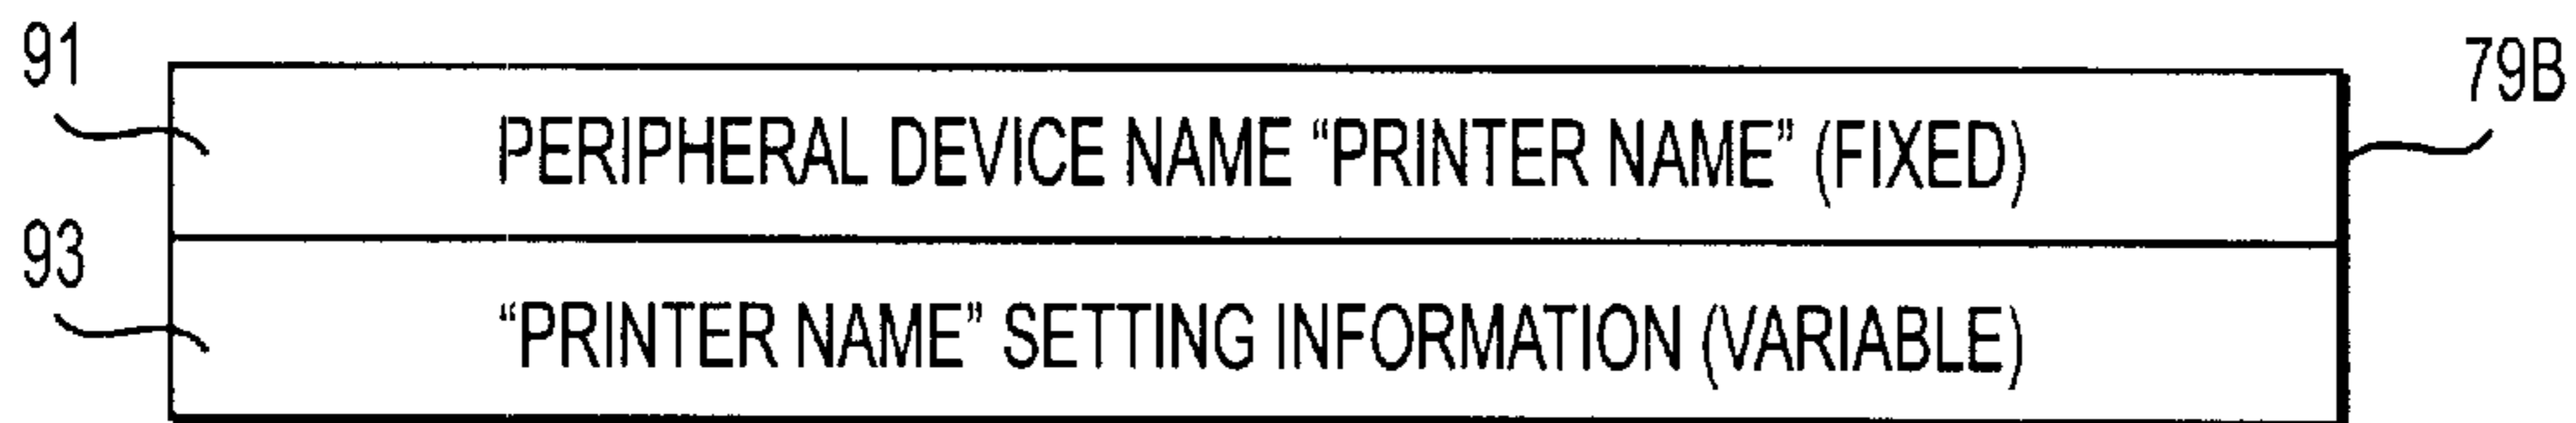 91
79B
PERIPHERAL DEVICE NAME “PRINTER NAME” (FIXED)
93
“PRINTER NAME” SETTING INFORMATION (VARIABLE)